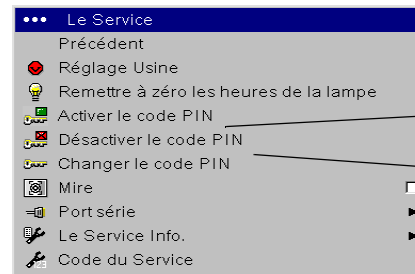 Le Service
Précédent
Réglage Usine
Remettre à zéro les heures de la lampe
Activer le code PIN
Désactiver le code PIN
Changer le code PIN
Mire
Port série
Le Service Info.
Code du Service